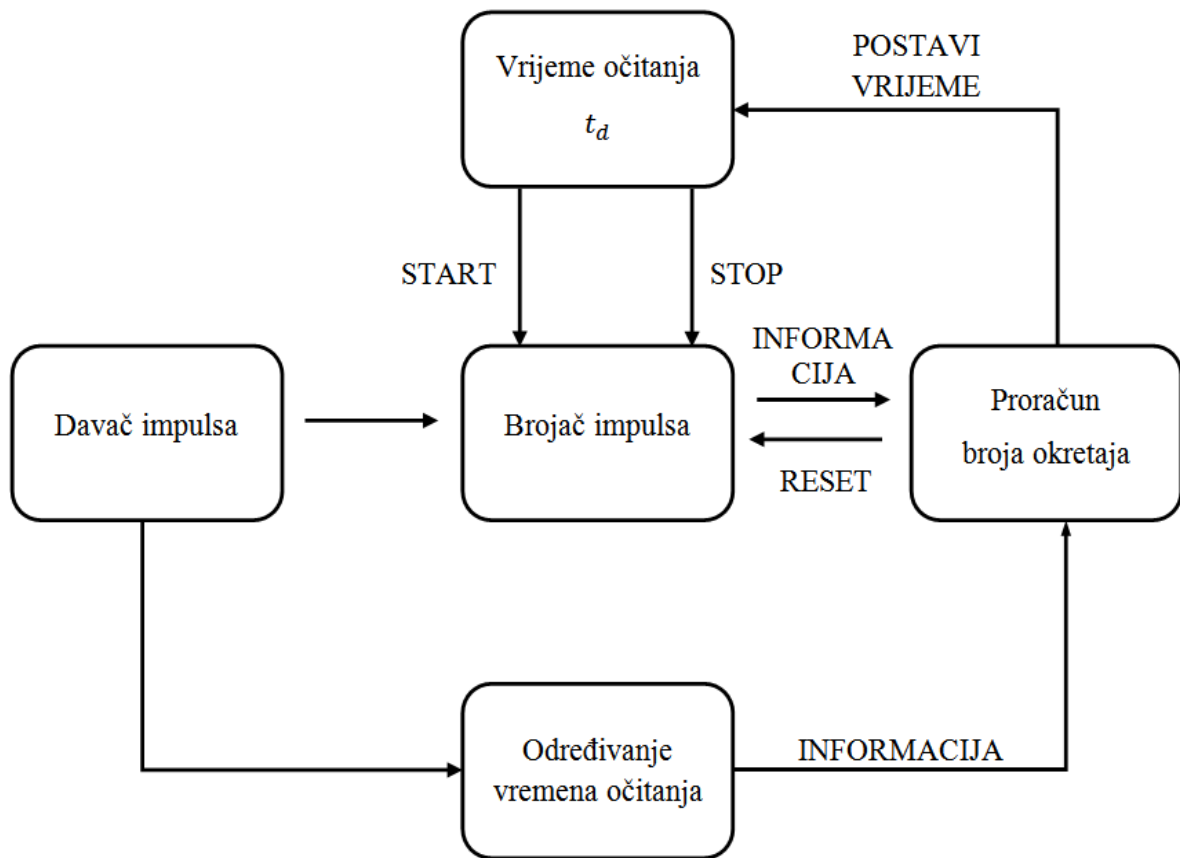 Vrijeme očitanja
t_d
POSTAVI
VRIJEME
START
STOP
INFORMA
CIJA
Davač impulsa
Brojač impulsa
Proračun
broja okretaja
RESET
Određivanje
vremena očitanja
INFORMACIJA